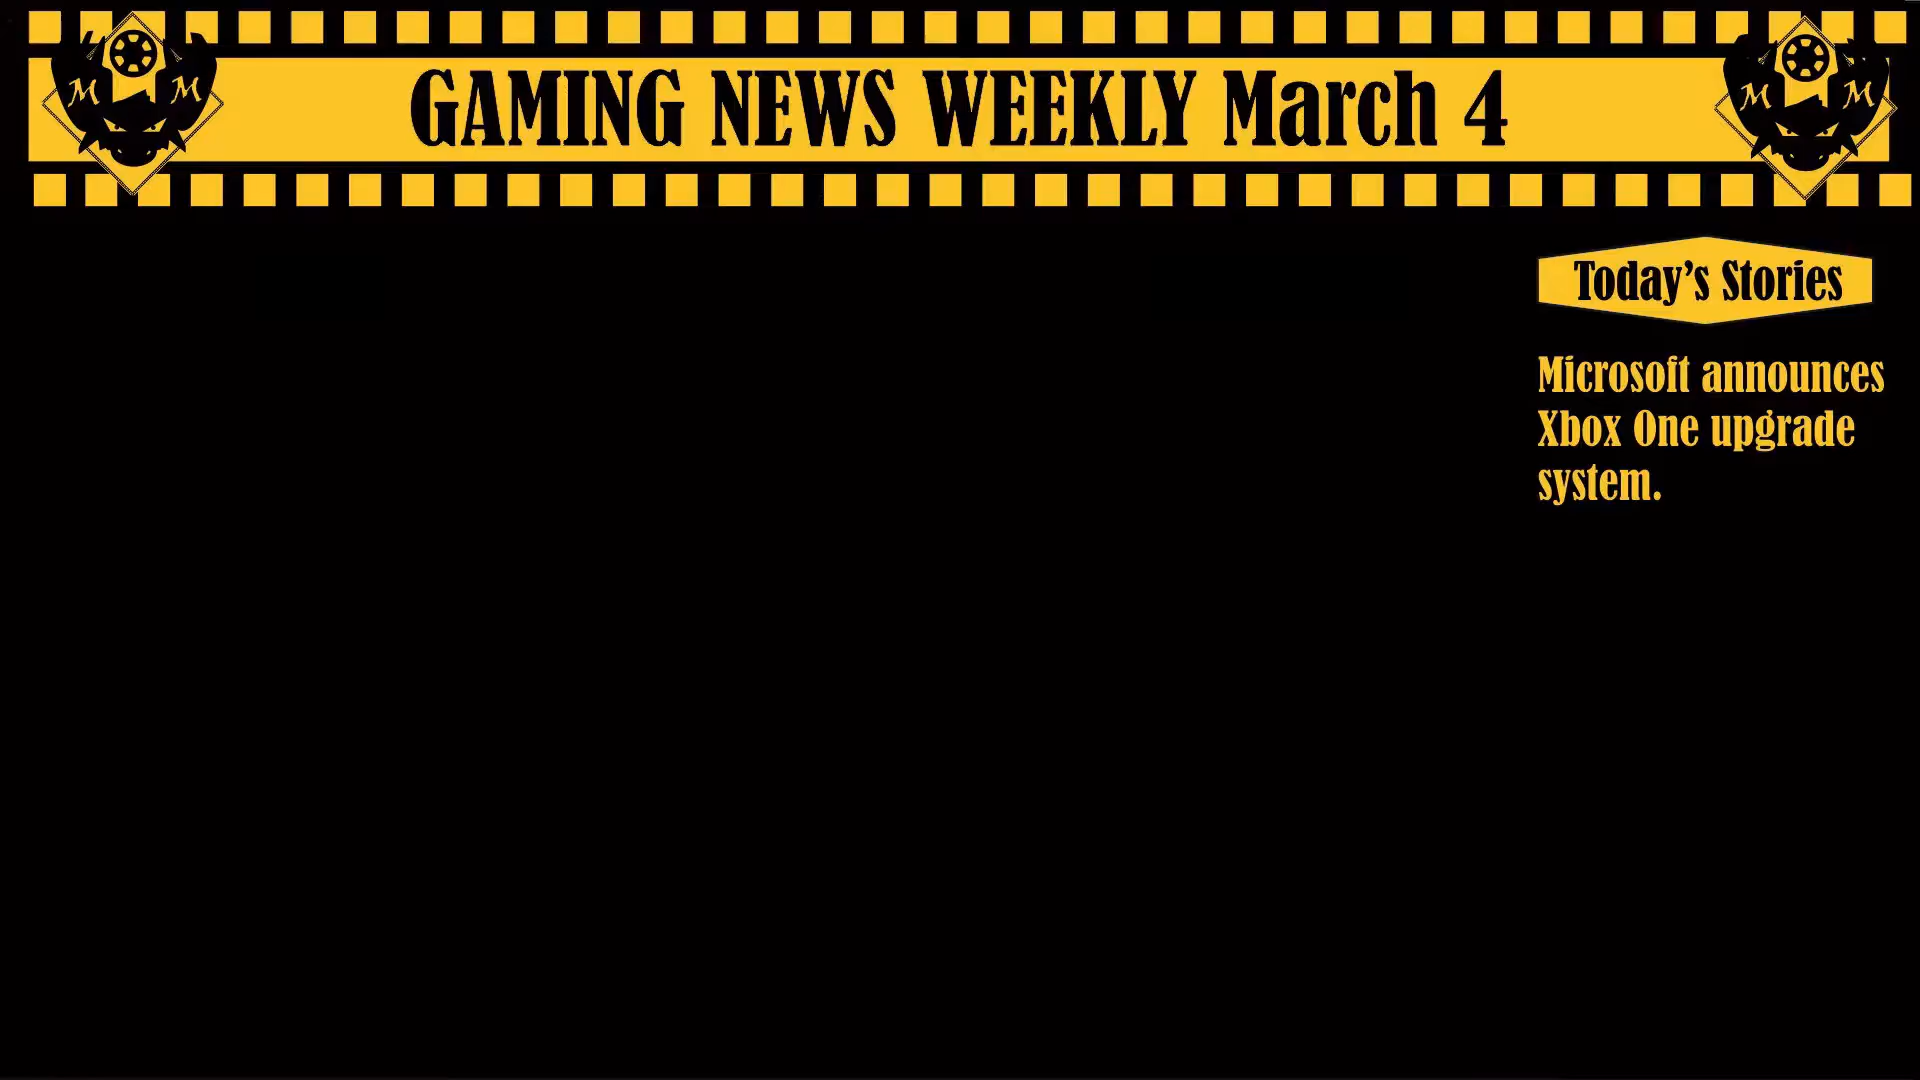 M M
GAMING NEWS WEEKLY March 4
M M
Today's Stories
Microsoft announces
Xbox One upgrade
system.